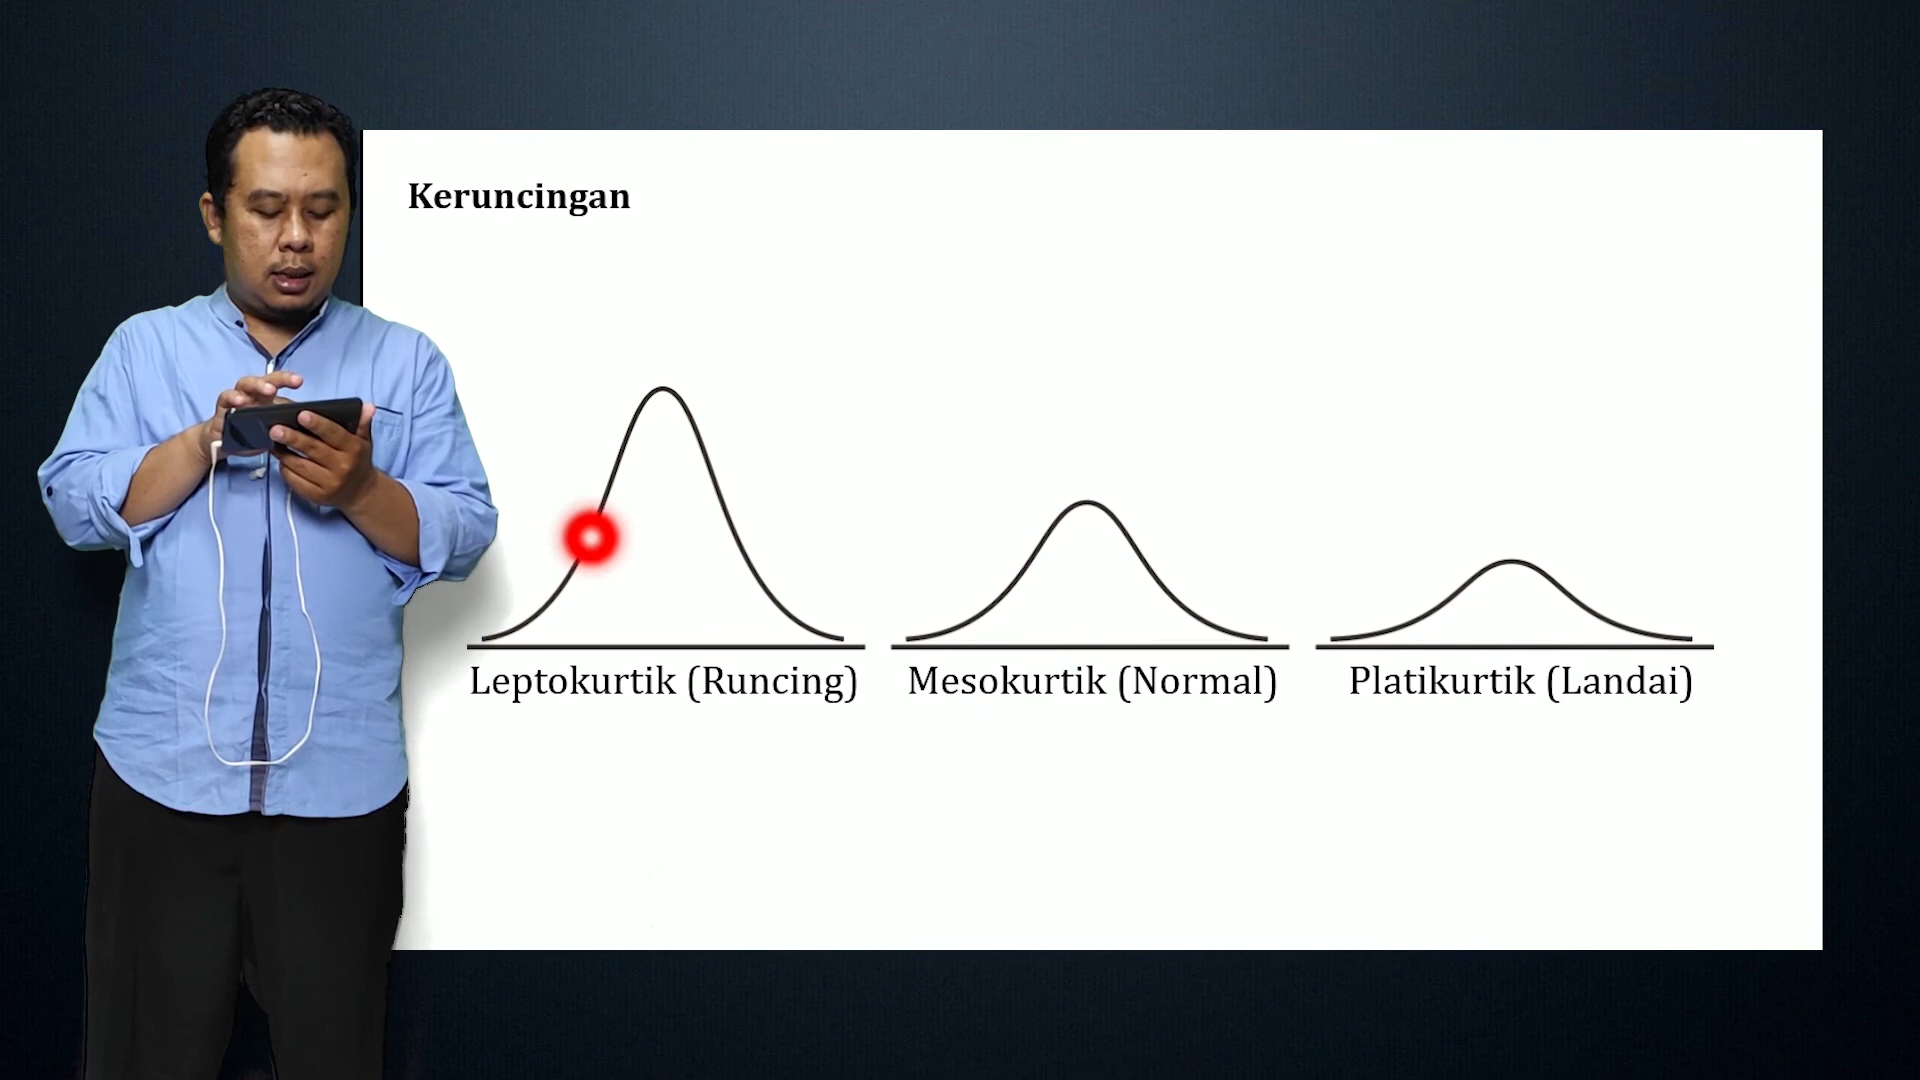 Keruncingan
Leptokurtik (Runcing)
Mesokurtik (Normal)
Platikurtik (Landai)